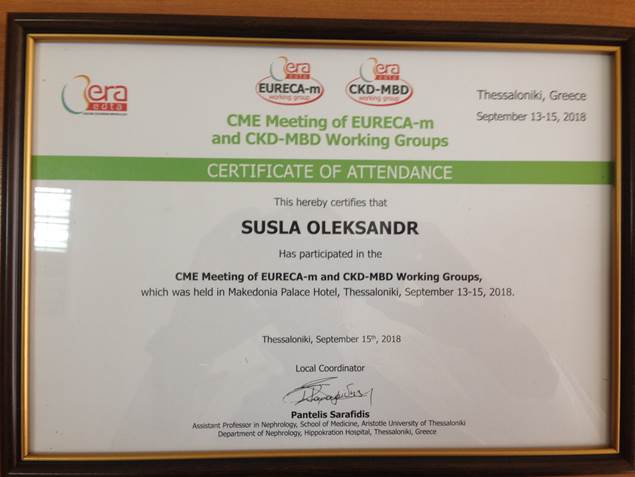 era
edta
era
edta
EURECA-m
working group
era
edta
CKD-MBD
working group
Thessaloniki, Greece
September 13-15, 2018
CME Meeting of EURECA-m
and CKD-MBD Working Groups
CERTIFICATE OF ATTENDANCE
This hereby certifies that
SUSLA OLEKSANDR
Has participated in the
CME Meeting of EURECA-m and CKD-MBD Working Groups,
which was held in Makedonia Palace Hotel, Thessaloniki, September 13-15, 2018.
Thessaloniki, September 15th, 2018
Local Coordinator
Pantelis Sarafidis
Assistant Professor in Nephrology, School of Medicine, Aristotle University of Thessaloniki
Department of Nephrology, Hippokration Hospital, Thessaloniki, Greece